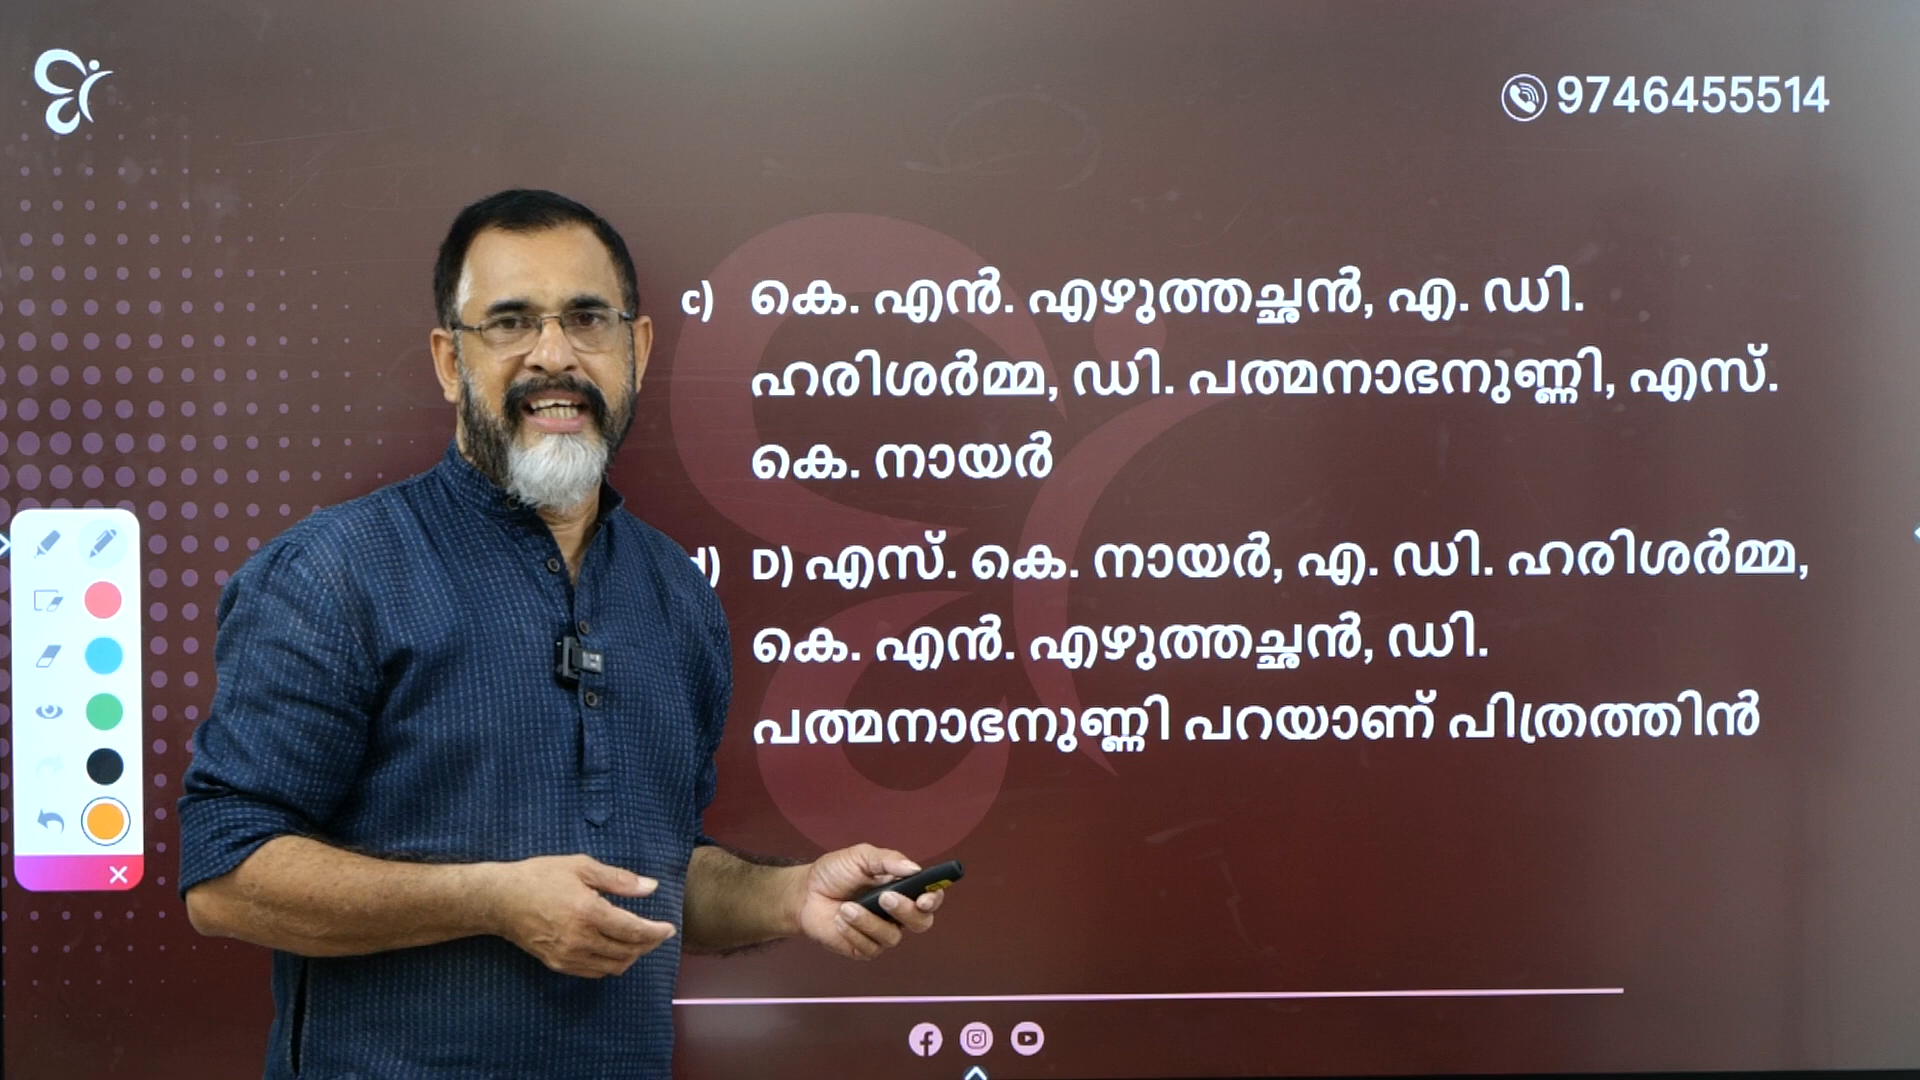 9746455514
c) കെ. എൻ. എഴുത്തച്ഛൻ, എ. ഡി.
ഹരിശർമ്മ, ഡി. പത്മനാഭനുണ്ണി, എസ്.
കെ. നായർ
d) D) എസ്. കെ. നായർ, എ. ഡി. ഹരിശർമ്മ,
കെ. എൻ. എഴുത്തച്ഛൻ, ഡി.
പത്മനാഭനുണ്ണി പറയാണ് പിത്രത്തിൻ